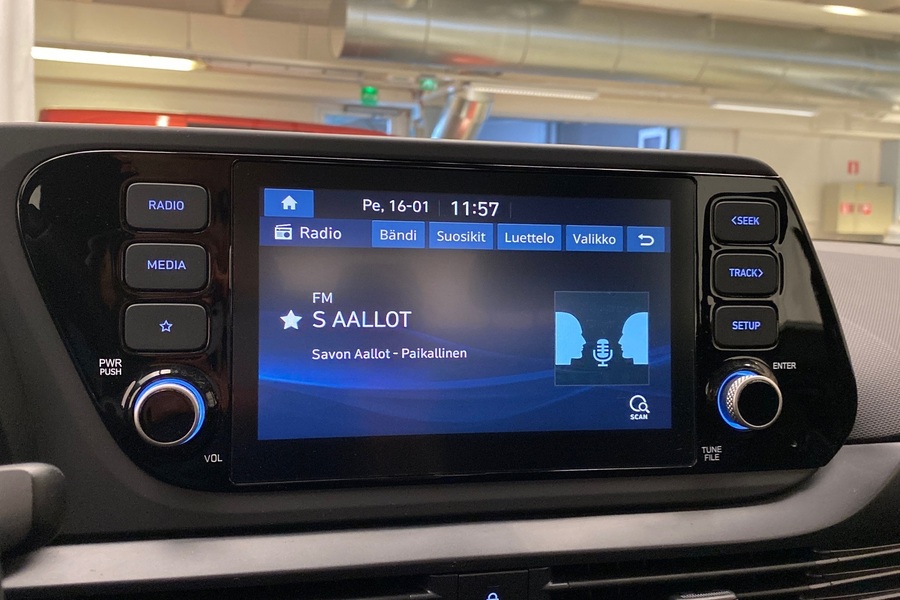 RADIO
MEDIA
PWR
PUSH
VOL
Pe, 16-01 11:57
Radio Bändi Suosikit Luettelo Valikko
FM
S AALLOT
Savon Aallot - Paikallinen
SCAN
<SEEK
TRACK>
SETUP
ENTER
TUNE
FILE